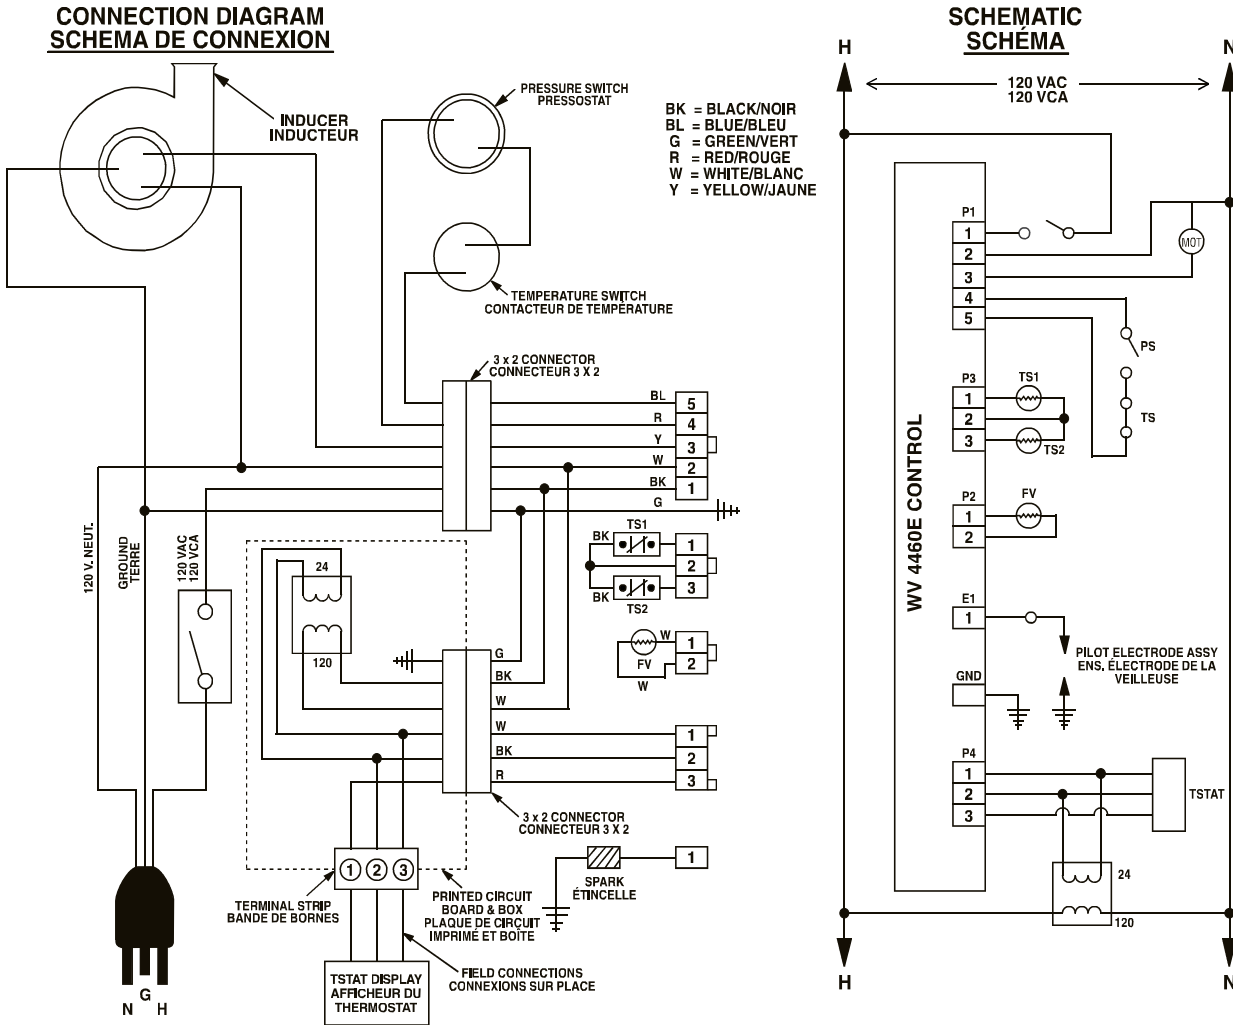 CONNECTION DIAGRAM
SCHEMA DE CONNEXION
INDUCER
INDUCTEUR
PRESSURE SWITCH
PRESSOSTAT
BK = BLACK/NOIR
BL = BLUE/BLEU
G = GREEN/VERT
R = RED/ROUGE
W = WHITE/BLANC
Y = YELLOW/JAUNE
TEMPERATURE SWITCH
CONTACTEUR DE TEMPÉRATURE
3 x 2 CONNECTOR
CONNECTEUR 3 X 2
BL 5
R 4
Y 3
W 2
BK 1
G
120 V. NEUT.
GROUND
TERRE
120 VAC
120 VCA
24
120
TS1
BK 1
2
BK 3
TS2
W 1
FV 2
W
G
BK
W
W 1
BK 2
R 3
3 x 2 CONNECTOR
CONNECTEUR 3 X 2
1 2 3
1
SPARK
ÉTINCELLE
TERMINAL STRIP
BANDE DE BORNES
PRINTED CIRCUIT
BOARD & BOX
PLAQUE DE CIRCUIT
IMPRIMÉ ET BOÎTE
TSTAT DISPLAY
AFFICHEUR DU
THERMOSTAT
FIELD CONNECTIONS
CONNEXIONS SUR PLACE
N G H
SCHEMATIC
SCHÉMA
H N
120 VAC
120 VCA
WV 4460E CONTROL
P1
1
2
3
4
5
MOT
PS
TS
P3
1
2
3
TS1
TS2
P2
1
2
FV
E1
1
PILOT ELECTRODE ASSY
ENS. ÉLECTRODE DE LA
VEILLEUSE
GND
P4
1
2
3
TSTAT
24
120
H N